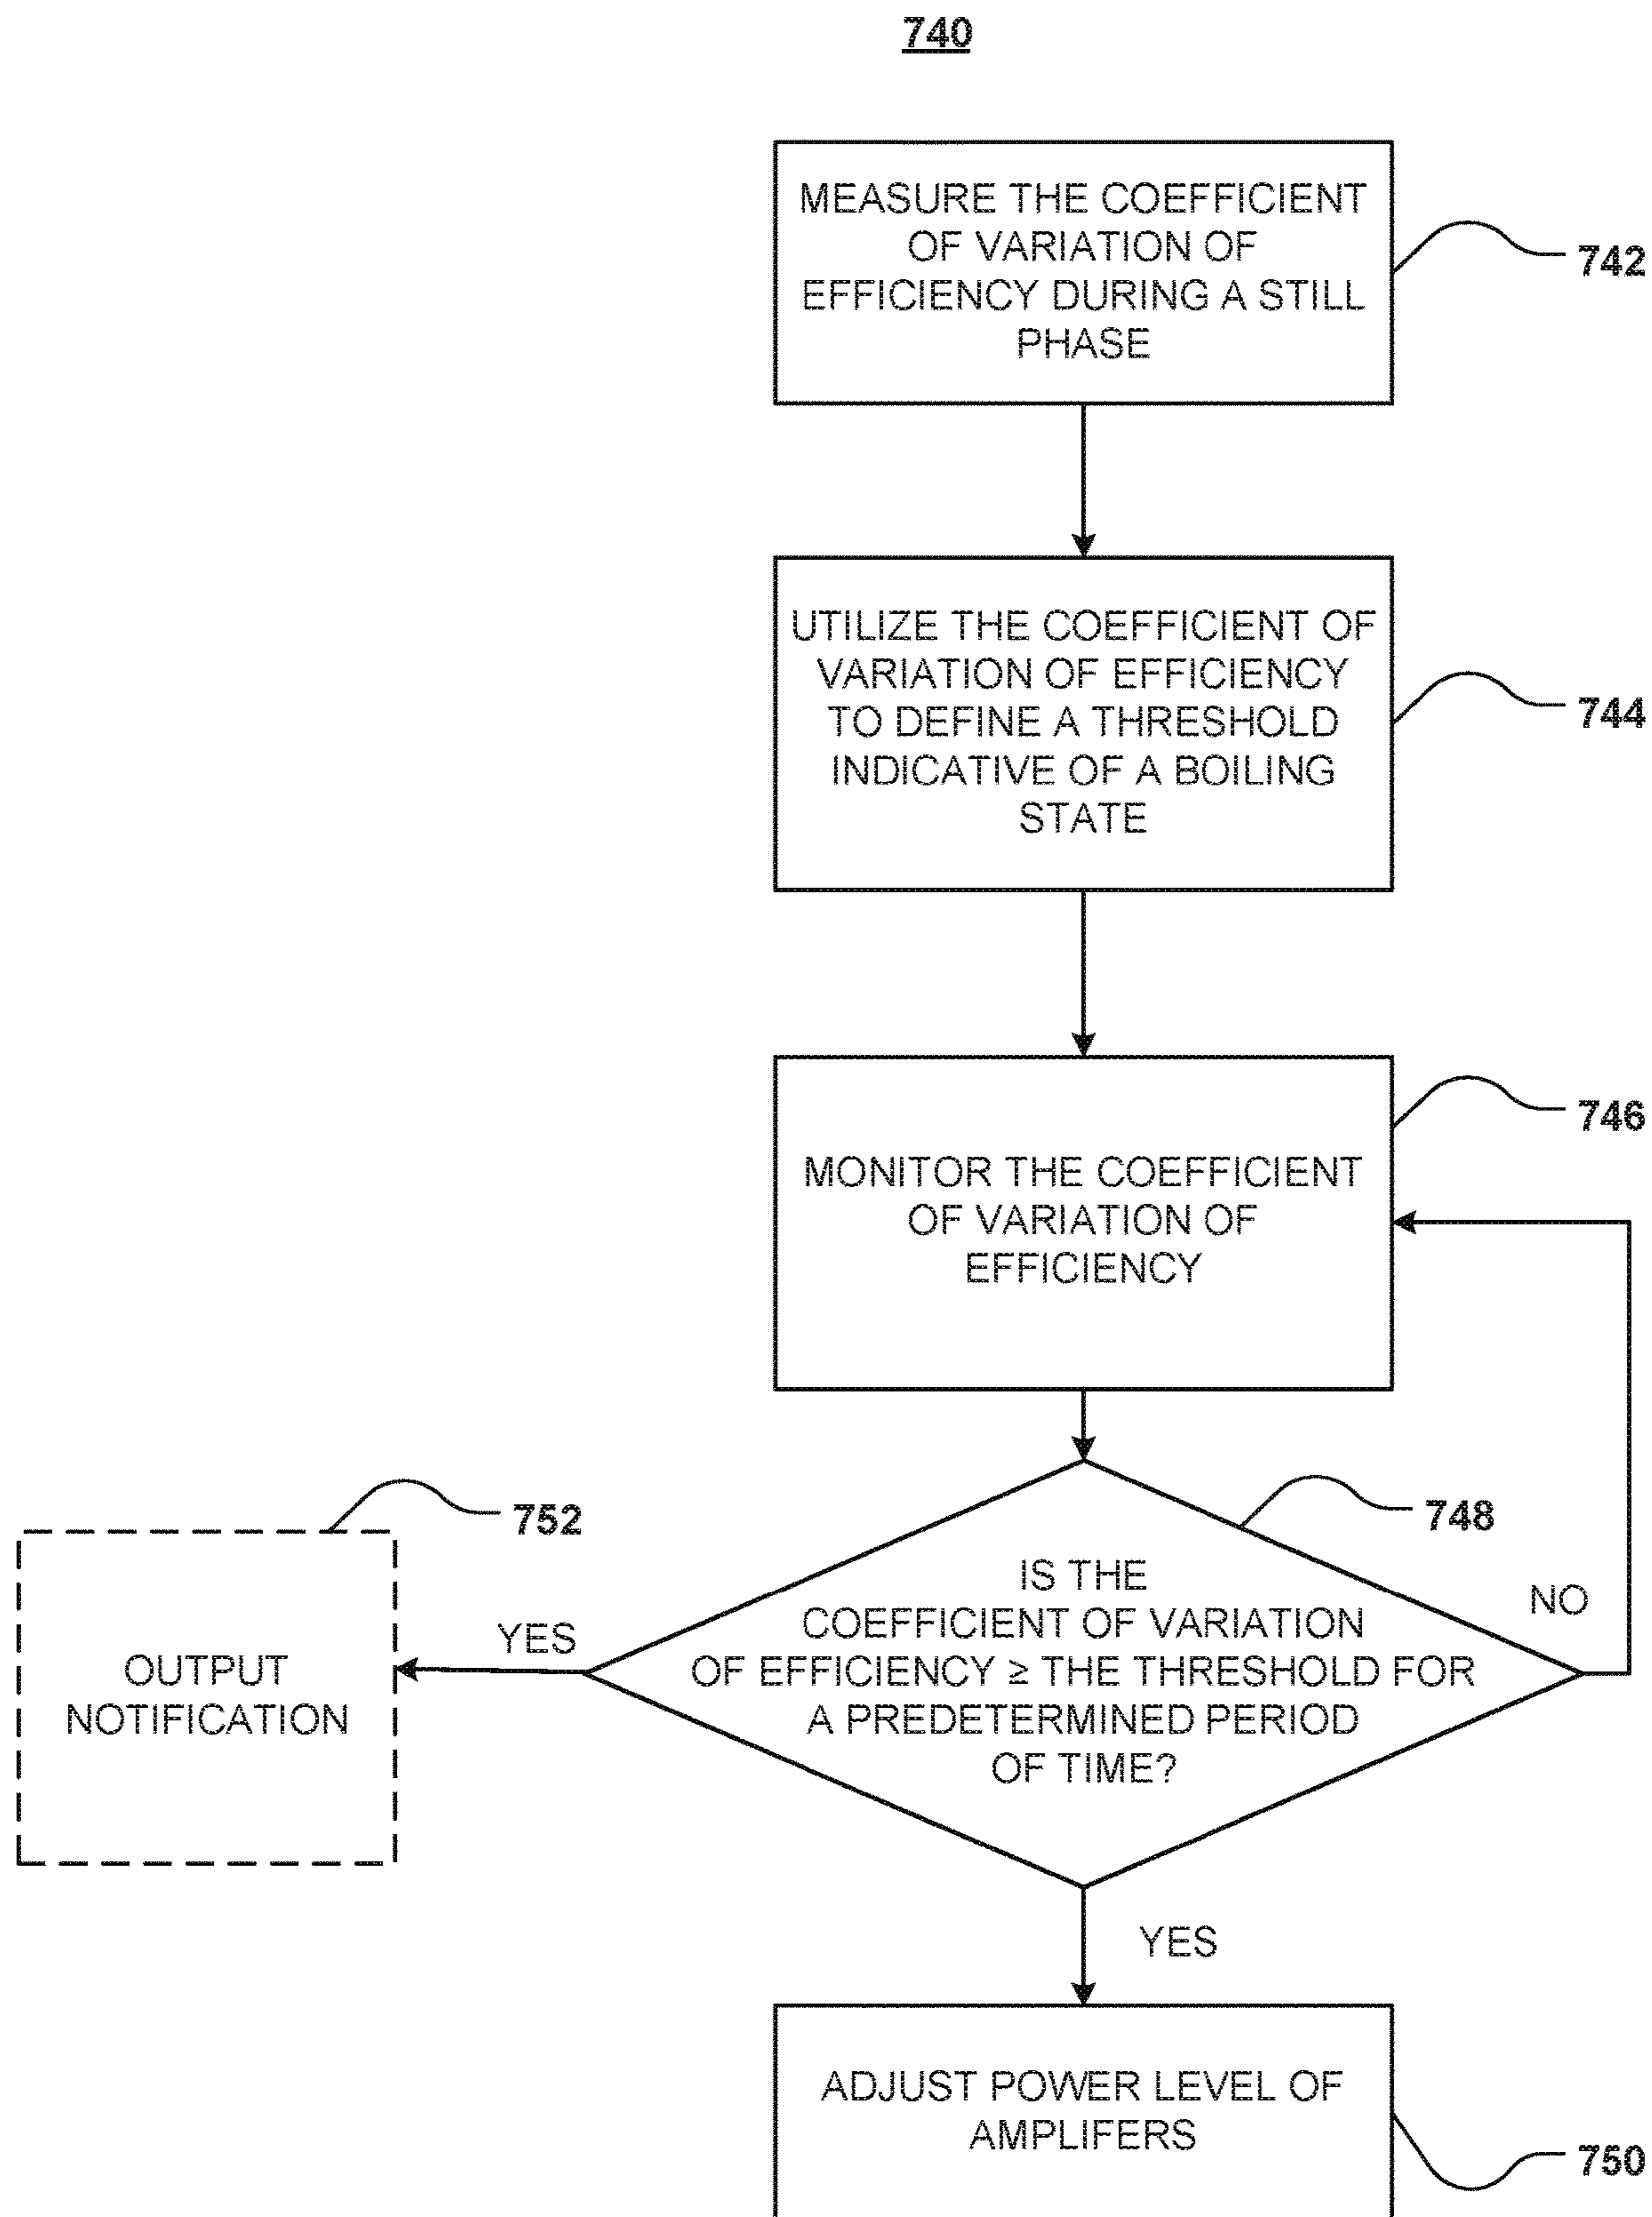 740
MEASURE THE COEFFICIENT
OF VARIATION OF
EFFICIENCY DURING A STILL
PHASE
742
UTILIZE THE COEFFICIENT OF
VARIATION OF EFFICIENCY
TO DEFINE A THRESHOLD
INDICATIVE OF A BOILING
STATE
744
MONITOR THE COEFFICIENT
OF VARIATION OF
EFFICIENCY
746
IS THE
COEFFICIENT OF VARIATION
OF EFFICIENCY ≥ THE THRESHOLD FOR
A PREDETERMINED PERIOD
OF TIME?
748
NO
YES
OUTPUT
NOTIFICATION
752
YES
ADJUST POWER LEVEL OF
AMPLIFERS
750